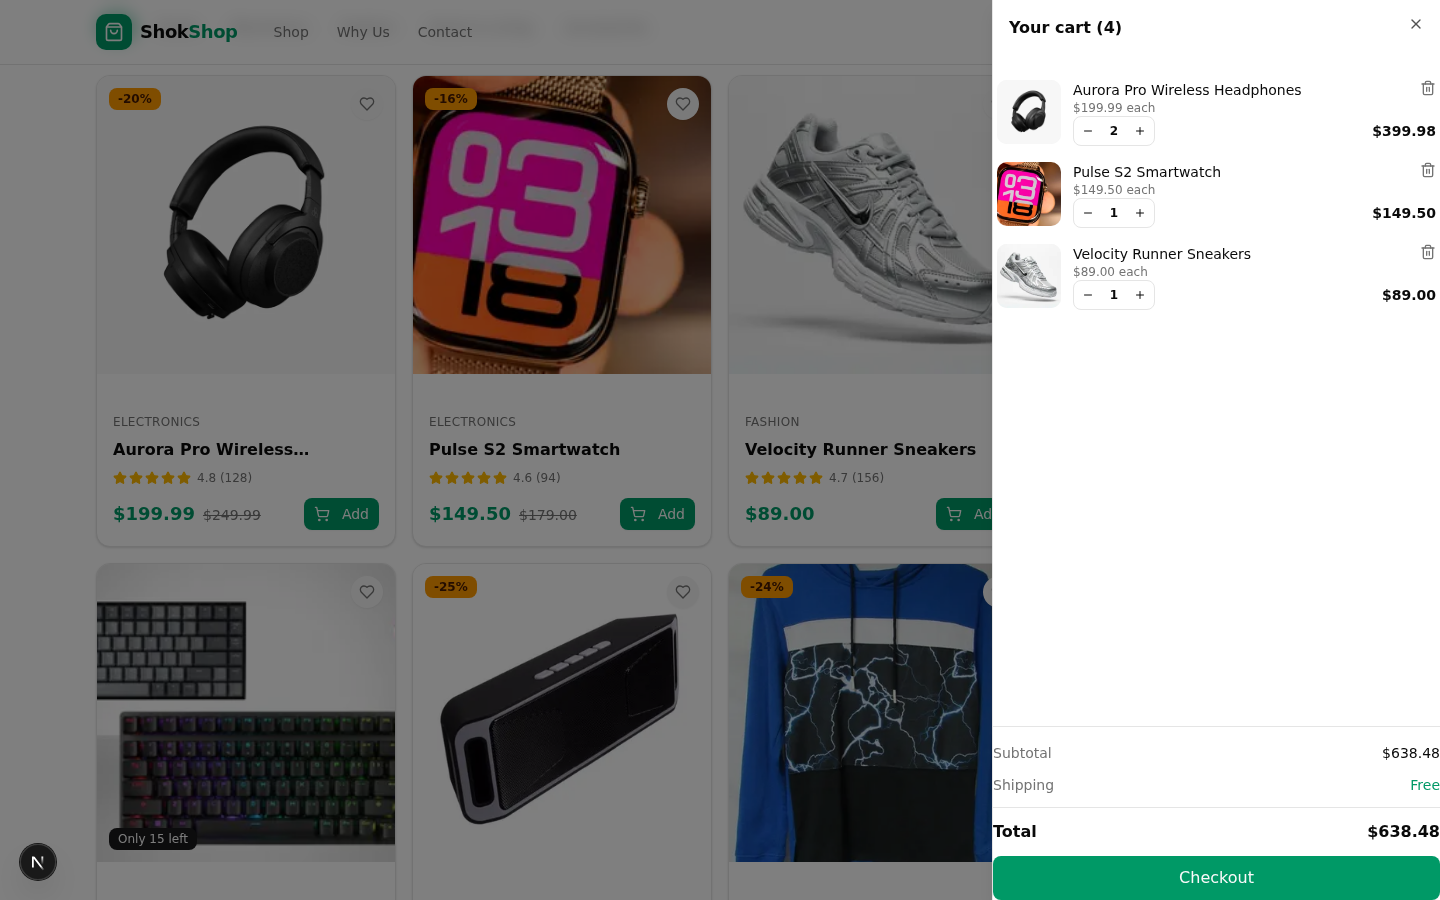 ShokShop
Shop
Why Us
Contact
-20%
-16%
03
18
ELECTRONICS
Aurora Pro Wireless...
4.8 (128)
$199.99 $249.99
Add
ELECTRONICS
Pulse S2 Smartwatch
4.6 (94)
$149.50 $179.00
Add
FASHION
Velocity Runner Sneakers
4.7 (156)
$89.00
Only 15 left
-25%
-24%
N
Your cart (4)
Aurora Pro Wireless Headphones
$199.99 each
− 2 +
$399.98
Pulse S2 Smartwatch
$149.50 each
− 1 +
$149.50
Velocity Runner Sneakers
$89.00 each
− 1 +
$89.00
Subtotal $638.48
Shipping Free
Total $638.48
Checkout